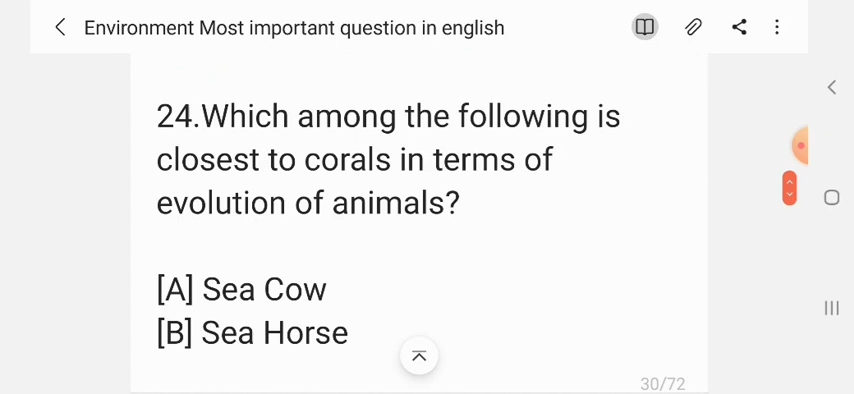 Environment Most important question in english
24.Which among the following is
closest to corals in terms of
evolution of animals?
[A] Sea Cow
[B] Sea Horse
30/72